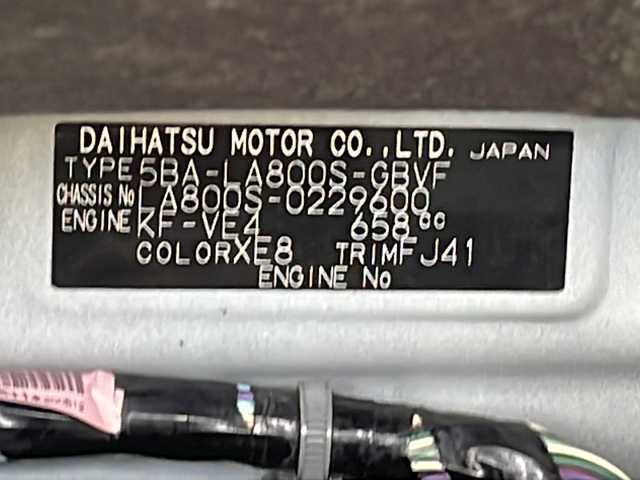 DAIHATSU MOTOR CO.,LTD. JAPAN
TYPE 5BA-LA800S-GBVF
CHASSIS No LA800S-0229600
ENGINE KF-VE4 658cc
COLOR XE8 TRIM FJ41
ENGINE No